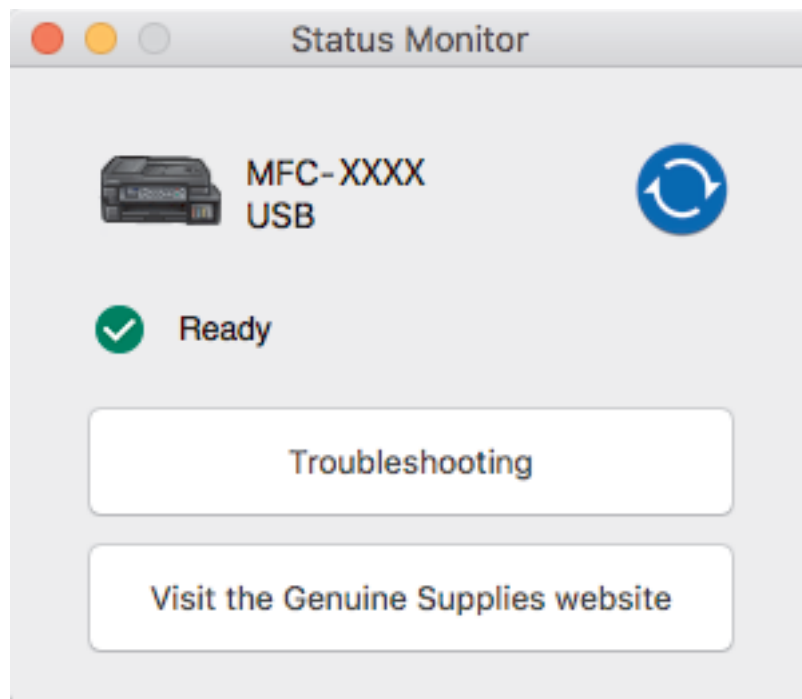 Status Monitor
MFC-XXXX
USB
Ready
Troubleshooting
Visit the Genuine Supplies website